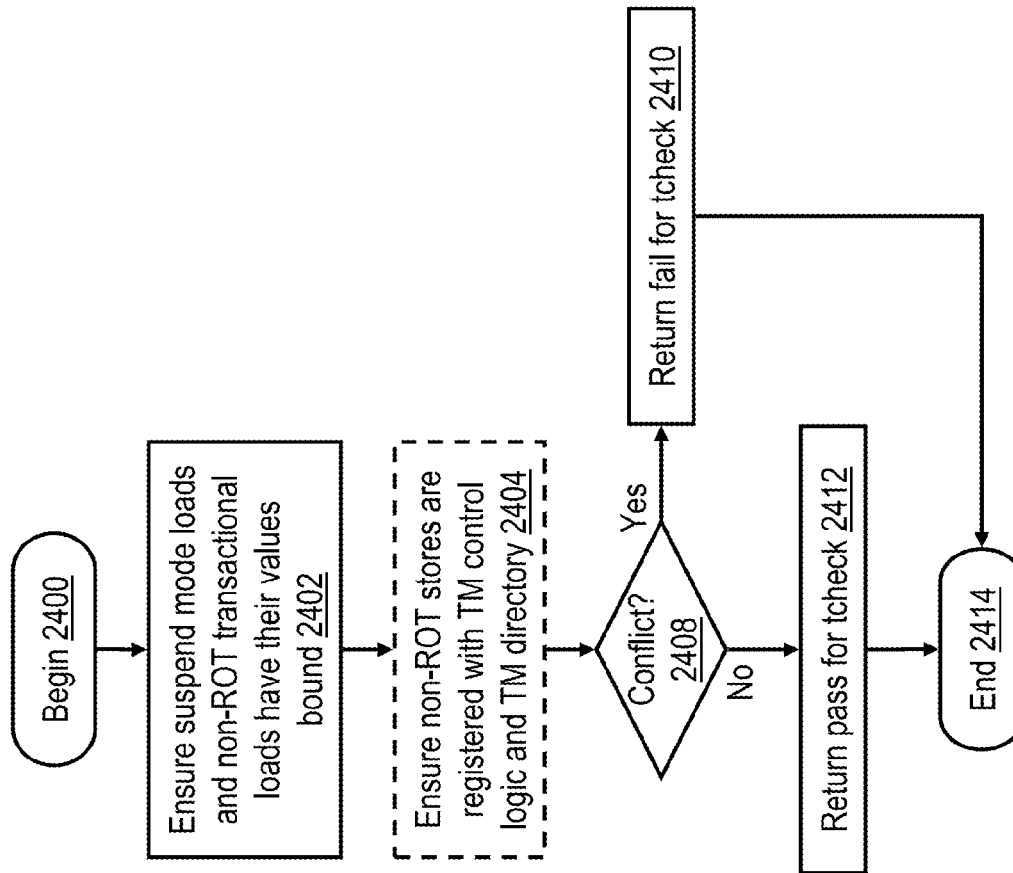 Begin 2400
Ensure suspend mode loads
and non-ROT transactional
loads have their values
bound 2402
Ensure non-ROT stores are
registered with TM control
logic and TM directory 2404
Conflict?
2408
Yes
No
Return fail for tcheck 2410
Return pass for tcheck 2412
End 2414